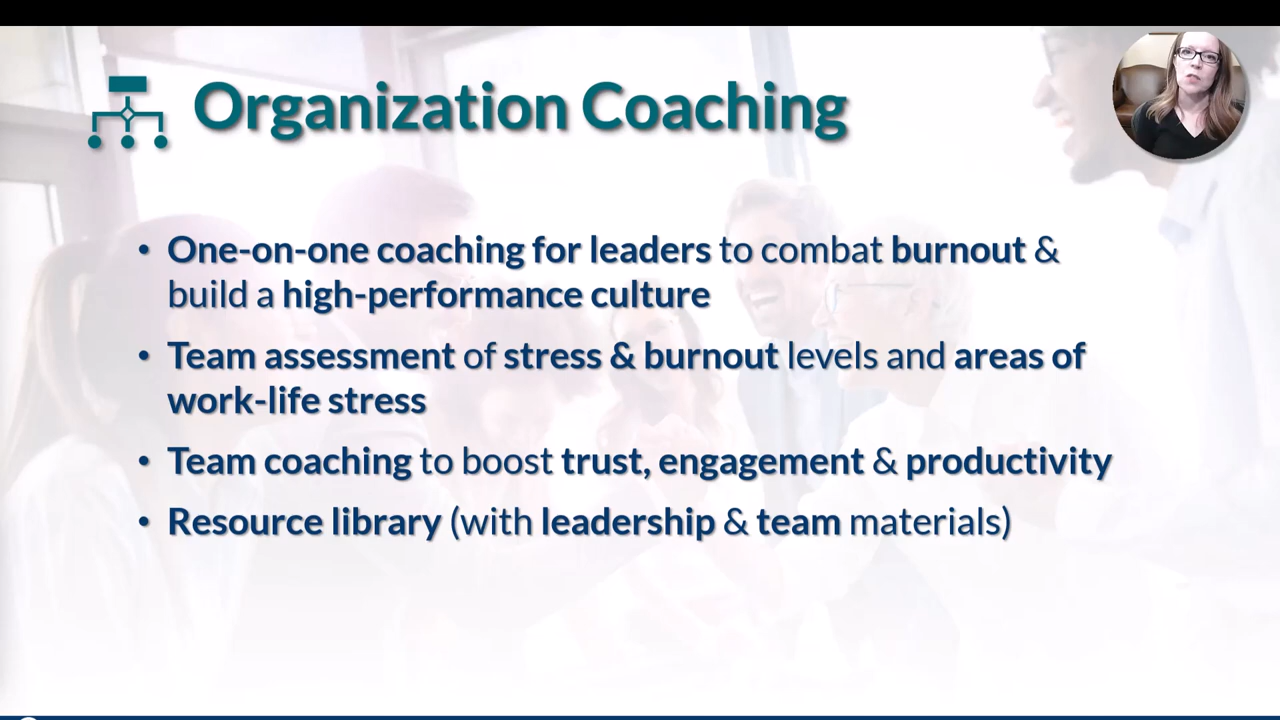 Organization Coaching
• One-on-one coaching for leaders to combat burnout &
build a high-performance culture
• Team assessment of stress & burnout levels and areas of
work-life stress
• Team coaching to boost trust, engagement & productivity
• Resource library (with leadership & team materials)